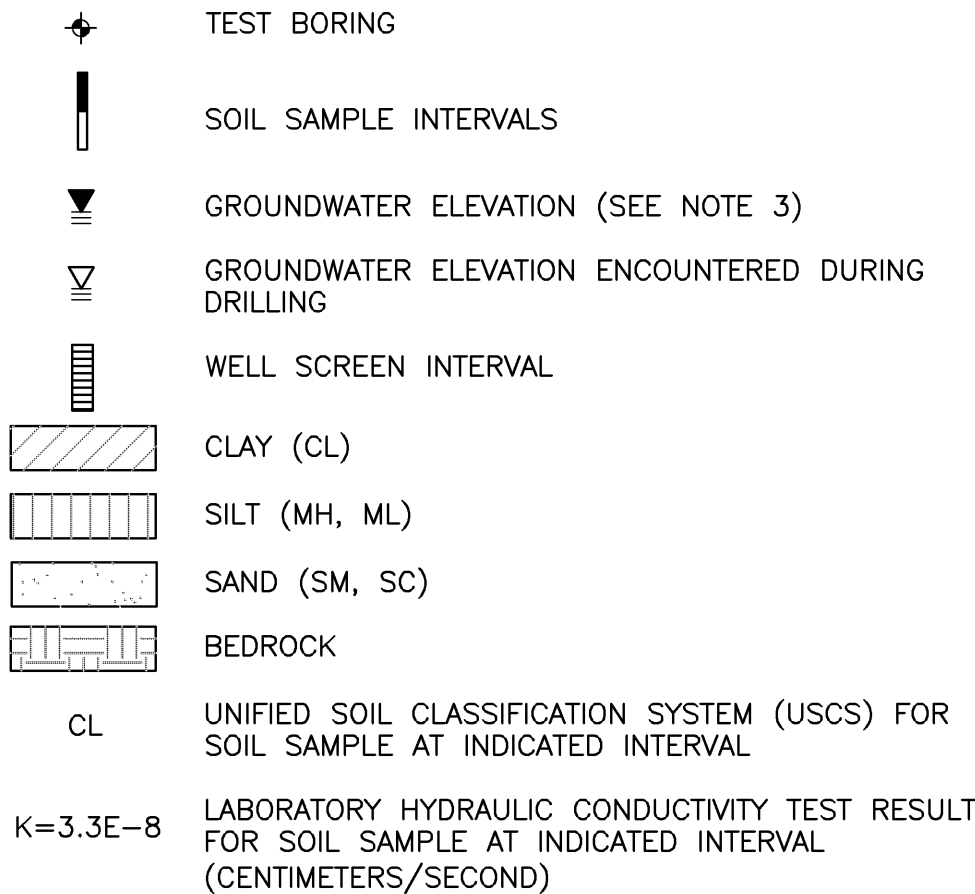 TEST BORING
SOIL SAMPLE INTERVALS
GROUNDWATER ELEVATION (SEE NOTE 3)
GROUNDWATER ELEVATION ENCOUNTERED DURING
DRILLING
WELL SCREEN INTERVAL
CLAY (CL)
SILT (MH, ML)
SAND (SM, SC)
BEDROCK
CL
UNIFIED SOIL CLASSIFICATION SYSTEM (USCS) FOR
SOIL SAMPLE AT INDICATED INTERVAL
K=3.3E-8
LABORATORY HYDRAULIC CONDUCTIVITY TEST RESULT
FOR SOIL SAMPLE AT INDICATED INTERVAL
(CENTIMETERS/SECOND)